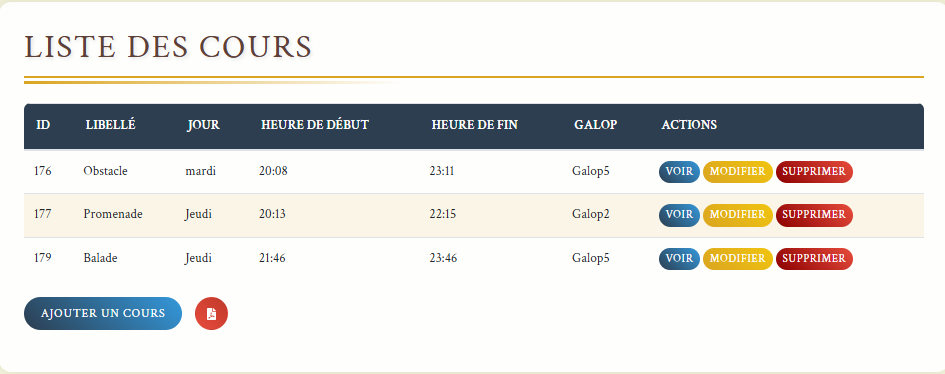 LISTE DES COURS
ID LIBELLÉ JOUR HEURE DE DÉBUT HEURE DE FIN GALOP ACTIONS
176 Obstacle mardi 20:08 23:11 Galop5 VOIR MODIFIER SUPPRIMER
177 Promenade Jeudi 20:13 22:15 Galop2 VOIR MODIFIER SUPPRIMER
179 Balade Jeudi 21:46 23:46 Galop5 VOIR MODIFIER SUPPRIMER
AJOUTER UN COURS